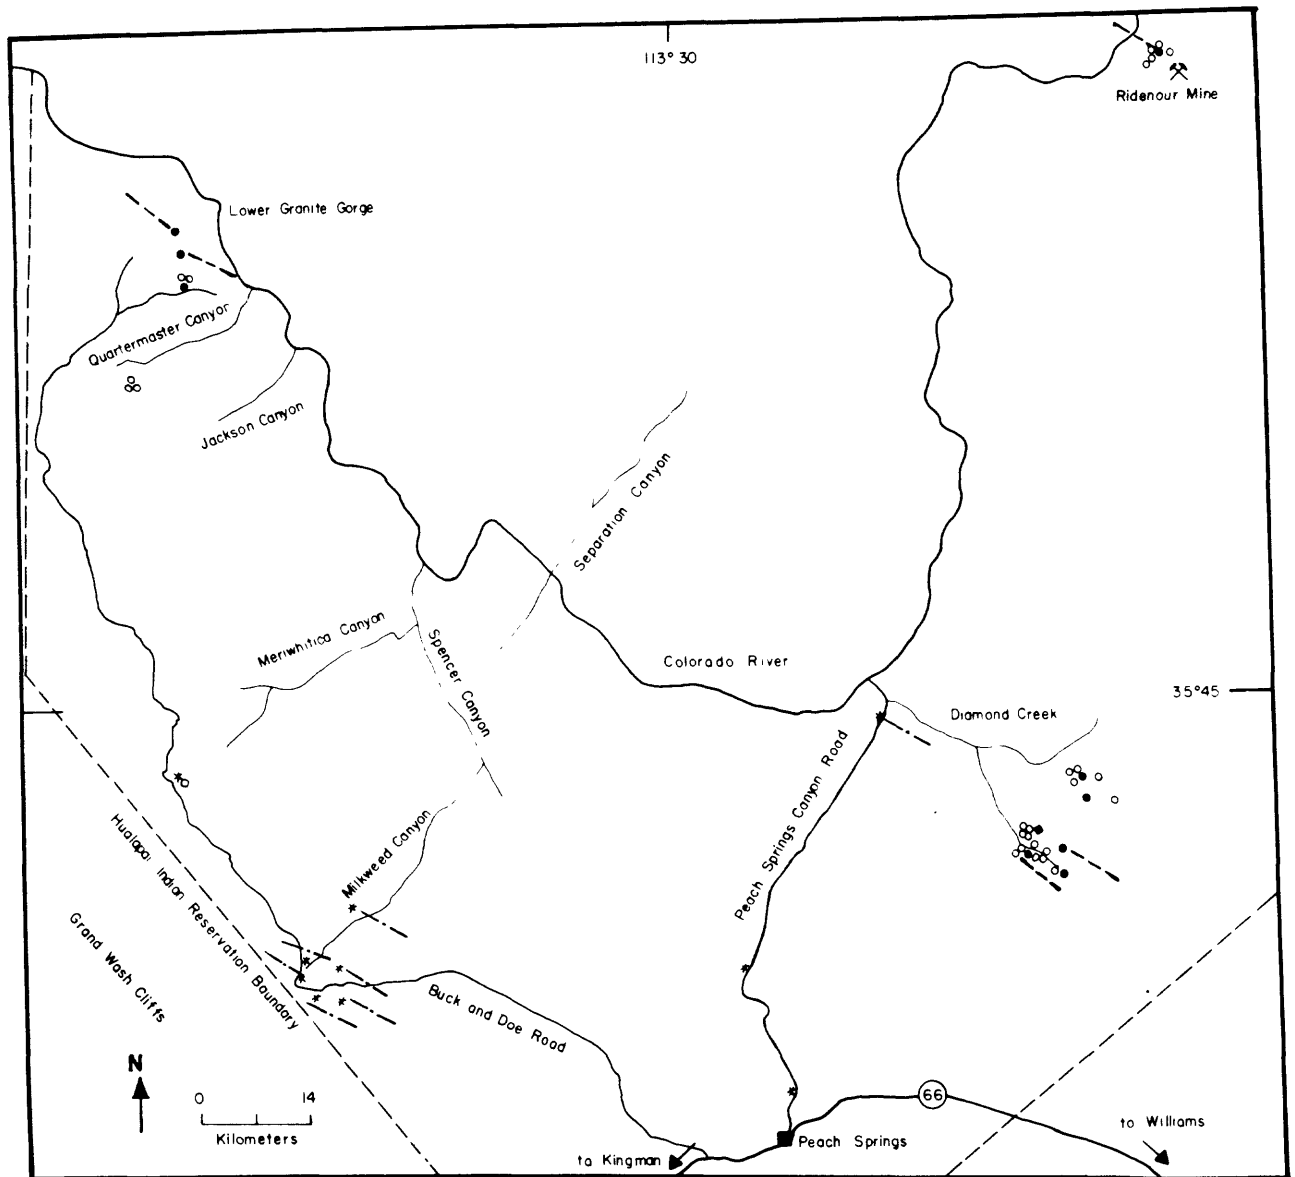 113° 30
Ridenour Mine
Lower Granite Gorge
Quartermaster Canyon
Jackson Canyon
Separation Canyon
Meriwhitica Canyon
Spencer Canyon
Colorado River
35°45
Diamond Creek
Peach Springs Canyon Road
Milkweed Canyon
Hualapai Indian Reservation Boundary
Grand Wash Cliffs
Buck and Doe Road
N
0 14
Kilometers
66
to Williams
Peach Springs
to Kingman